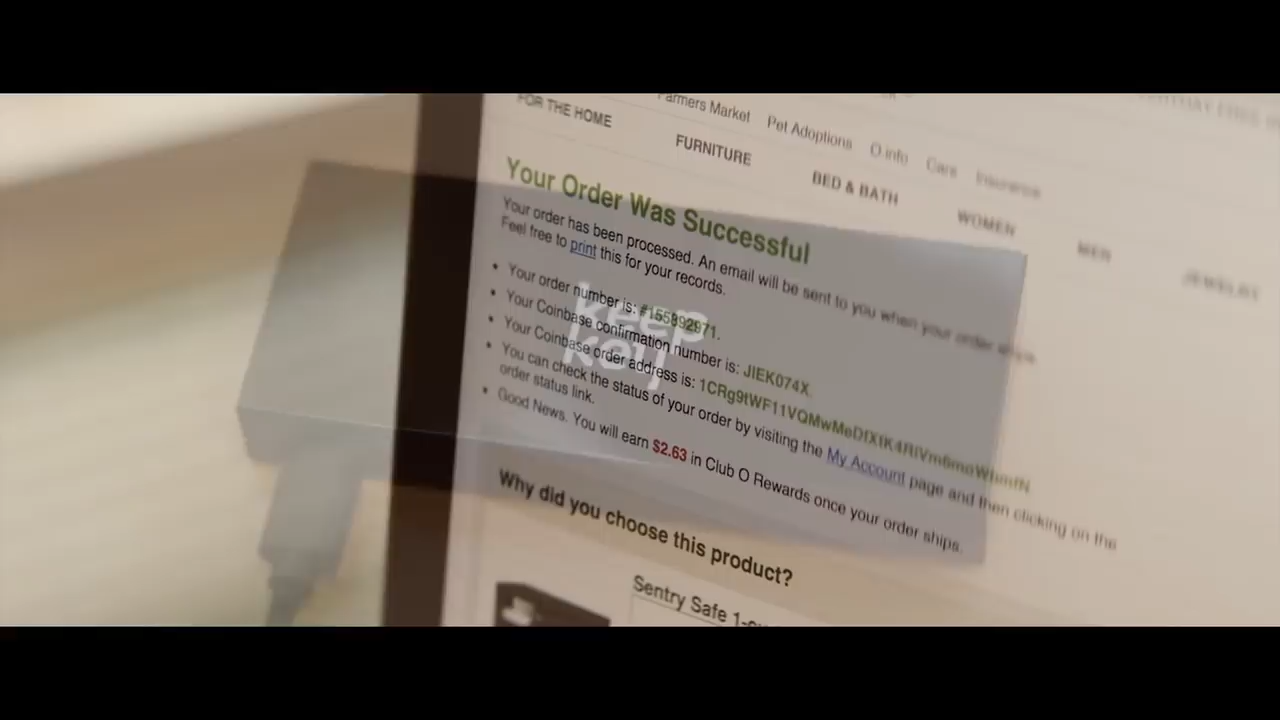 Farmers Market Pet Adoptions O.info Cars Insurance
FOR THE HOME FURNITURE BED & BATH WOMEN MEN JEWELRY
Your Order Was Successful
Your order has been processed. An email will be sent to you when your order ships.
Feel free to print this for your records.
Your order number is: #155892971.
Your Coinbase confirmation number is: JIEK074X.
Your Coinbase order address is:
You can check the status of your order by visiting the My Account page and then clicking on the
order status link.
Good News. You will earn $2.63 in Club O Rewards once your order ships.
keep
key
Why did you choose this product?
Sentry Safe